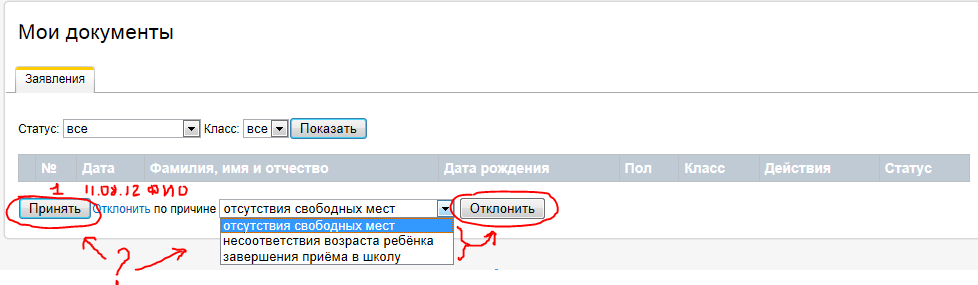 Мои документы
Заявления
Статус: все Класс: все Показать
№ Дата Фамилия, имя и отчество Дата рождения Пол Класс Действия Статус
1 11.08.12 ФИО
Принять Отклонить по причине отсутствия свободных мест Отклонить
отсутствия свободных мест
несоответствия возраста ребёнка
завершения приёма в школу
?